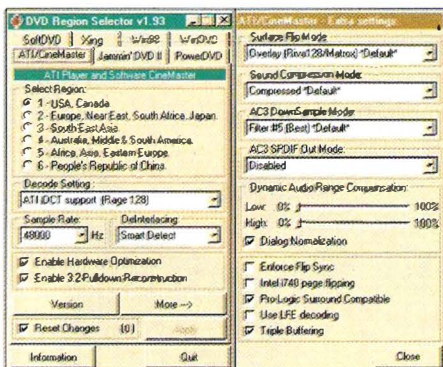 DVD Region Selector v1.93
SoftDVD Xing Win98 WinDVD
ATI/CineMaster Jammin' DVD II PowerDVD
ATI Player and Software CineMaster
Select Region:
1 - USA, Canada
2 - Europe, Near East, South Africa, Japan
3 - South East Asia
4 - Australia, Middle & South America
5 - Africa, Asia, Eastern Europe
6 - People's Republic of China
Decode Setting:
ATI iDCT support (Rage 128)
Sample Rate: DeInterlacing
48000 Hz Smart Detect
Enable Hardware Optimization
Enable 3:2 Pulldown Reconstruction
Version More -->
Reset Changes (0) Apply
Information Quit
ATI/CineMaster - Extra settings
Surface Flip Mode
Overlay (Riva128/Matrox) *Default*
Sound Compression Mode:
Compressed *Default*
AC3 DownSample Mode:
Filter #5 (Best) *Default*
AC3 SPDIF Out Mode:
Disabled
Dynamic Audio Range Compensation:
Low: 0% 100%
High: 0% 100%
Dialog Normalization
Enforce Flip Sync
Intel i740 page flipping
Pro-Logic Surround Compatible
Use LFE decoding
Triple Buffering
Close